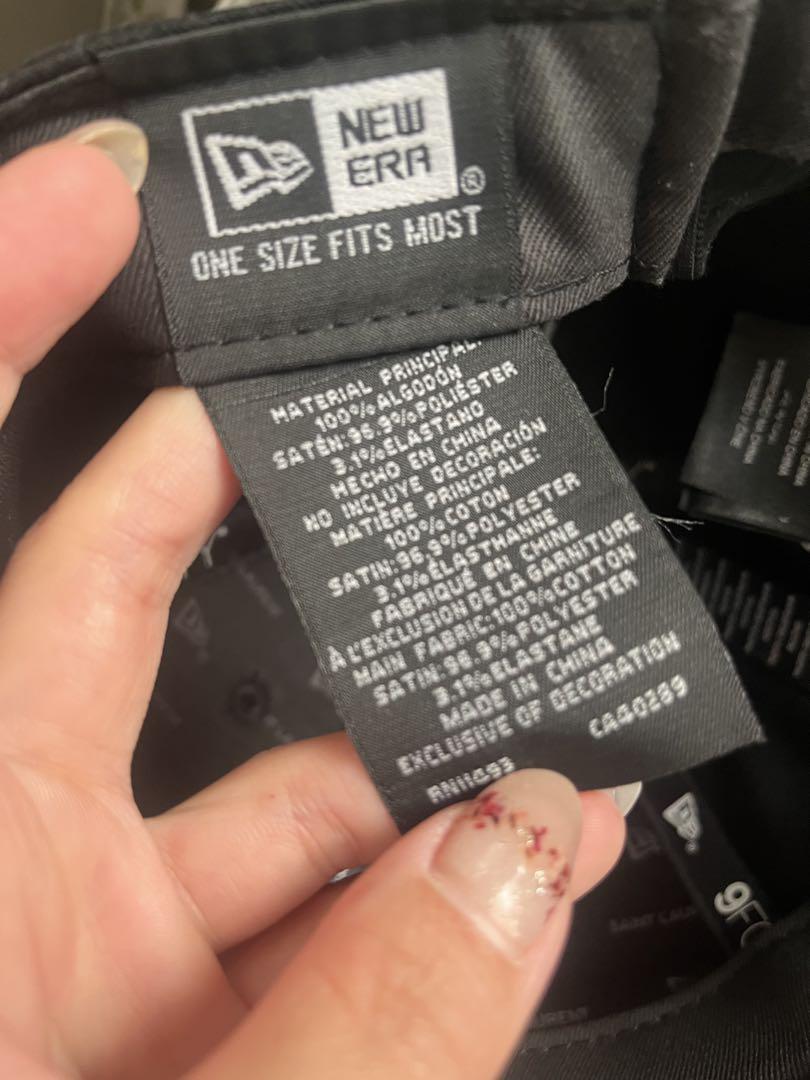 NEW
ERA
®
ONE SIZE FITS MOST
MATERIAL PRINCIPAL:
100%ALGODÓN
SATÉN:96.9%POLIÉSTER
3.1%ELASTANO
HECHO EN CHINA
NO INCLUYE DECORACIÓN
MATIÈRE PRINCIPALE:
100%COTON
SATIN:96.9%POLYESTER
3.1%ÉLASTHANNE
FABRIQUÉ EN CHINE
À L'EXCLUSION DE LA GARNITURE
MAIN FABRIC:100%COTTON
SATIN:96.9%POLYESTER
3.1%ELASTANE
MADE IN CHINA
EXCLUSIVE OF DECORATION
CA40289
SAINT